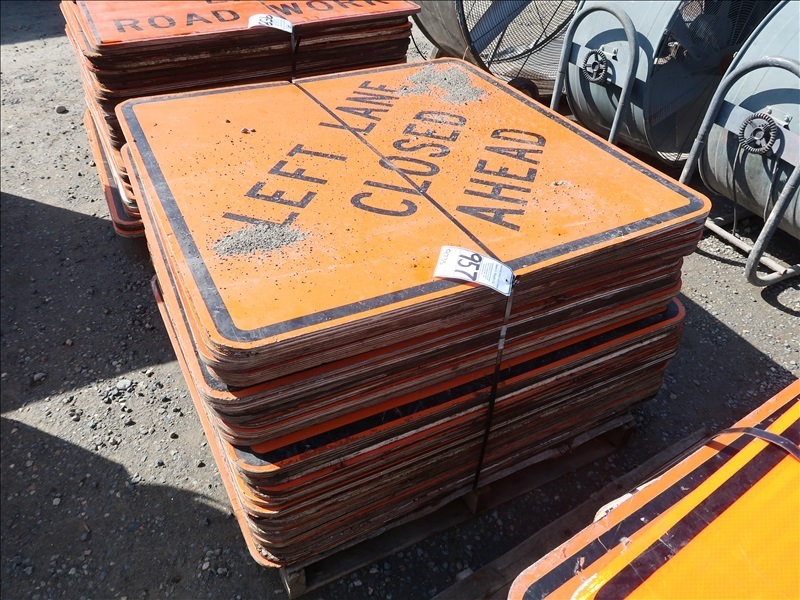 ROAD WORK
LEFT LANE
CLOSED
AHEAD
957